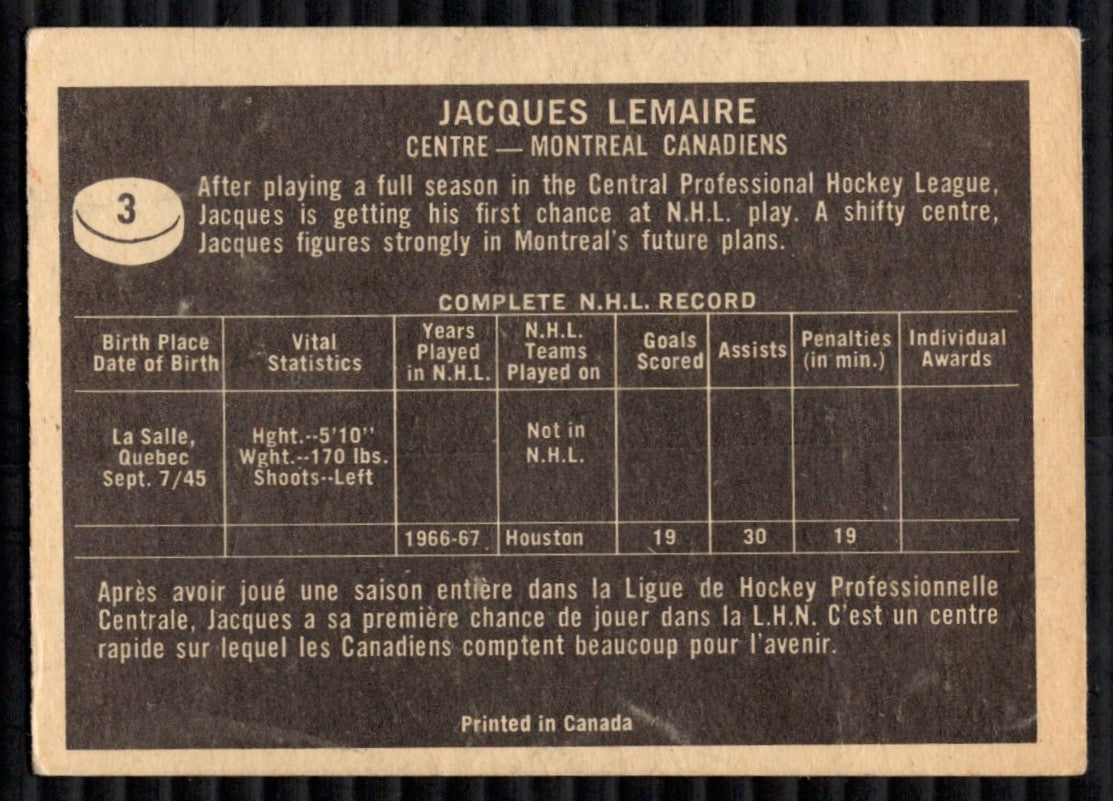 JACQUES LEMAIRE
CENTRE — MONTREAL CANADIENS
3
After playing a full season in the Central Professional Hockey League,
Jacques is getting his first chance at N.H.L. play. A shifty centre,
Jacques figures strongly in Montreal's future plans.
COMPLETE N.H.L. RECORD
Birth Place
Date of Birth
Vital
Statistics
Years
Played
in N.H.L.
N.H.L.
Teams
Played on
Goals
Scored
Assists
Penalties
(in min.)
Individual
Awards
La Salle,
Quebec
Sept. 7/45
Hght.--5'10''
Wght.--170 lbs.
Shoots--Left
Not in
N.H.L.
1966-67 Houston 19 30 19
Après avoir joué une saison entière dans la Ligue de Hockey Professionnelle
Centrale, Jacques a sa première chance de jouer dans la L.H.N. C'est un centre
rapide sur lequel les Canadiens comptent beaucoup pour l'avenir.
Printed in Canada